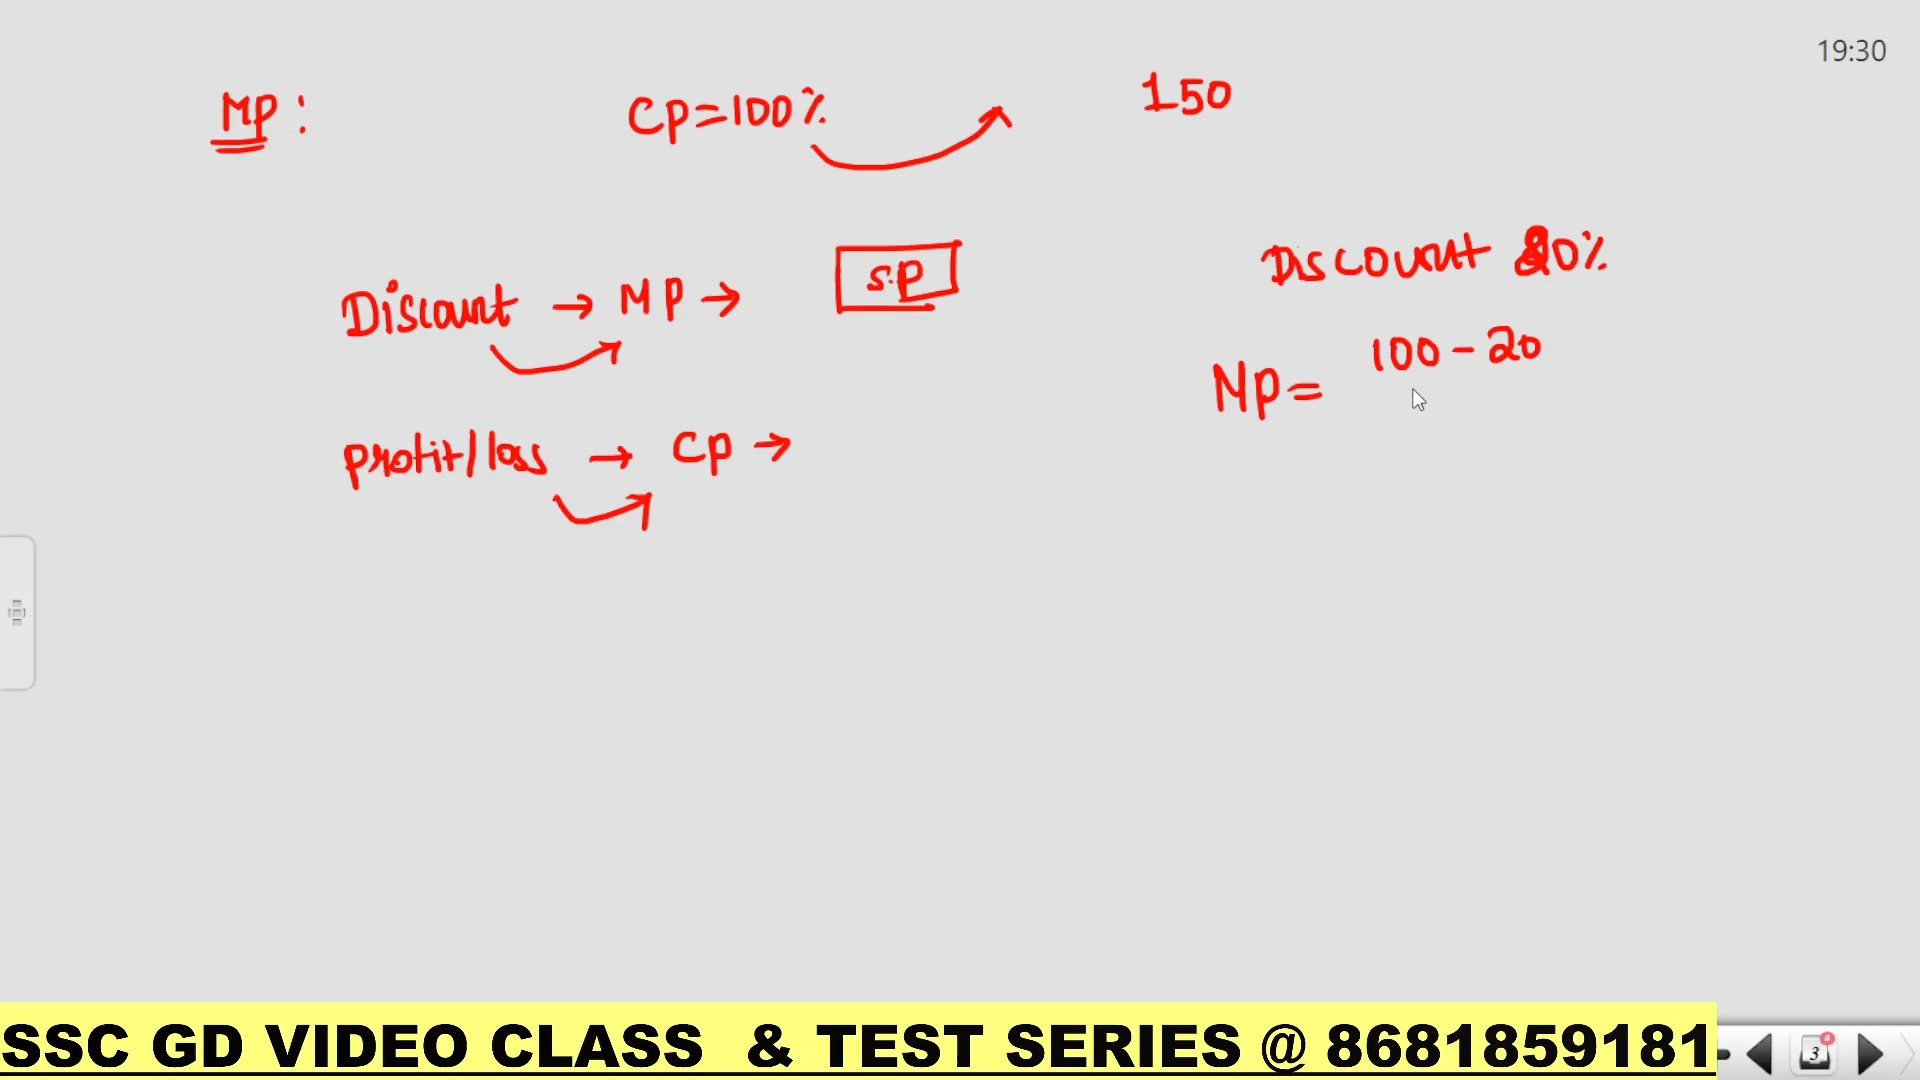 19:30
MP : CP=100% 150
Discount → MP → S.P
Discount 20%
100 - 20
MP =
Profit/loss → CP →
SSC GD VIDEO CLASS & TEST SERIES @ 8681859181
3